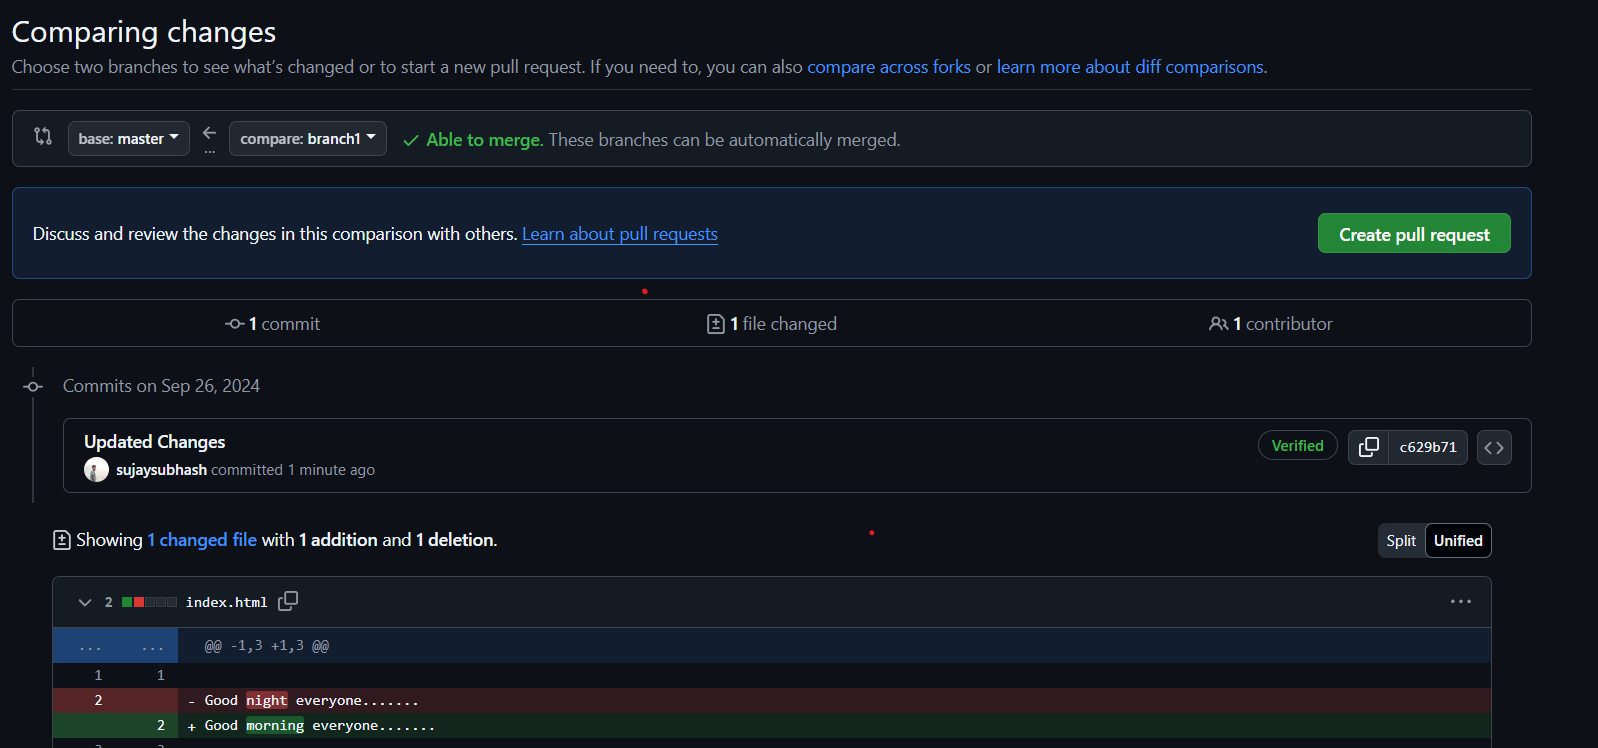 Comparing changes
Choose two branches to see what's changed or to start a new pull request. If you need to, you can also compare across forks or learn more about diff comparisons.
base: master ... compare: branch1 Able to merge. These branches can be automatically merged.
Discuss and review the changes in this comparison with others. Learn about pull requests Create pull request
1 commit 1 file changed 1 contributor
Commits on Sep 26, 2024
Updated Changes
Verified c629b71
sujaysubhash committed 1 minute ago
Showing 1 changed file with 1 addition and 1 deletion. Split Unified
2 index.html ...
... ... @@ -1,3 +1,3 @@
1 1
2 - Good night everyone.......
2 + Good morning everyone.......